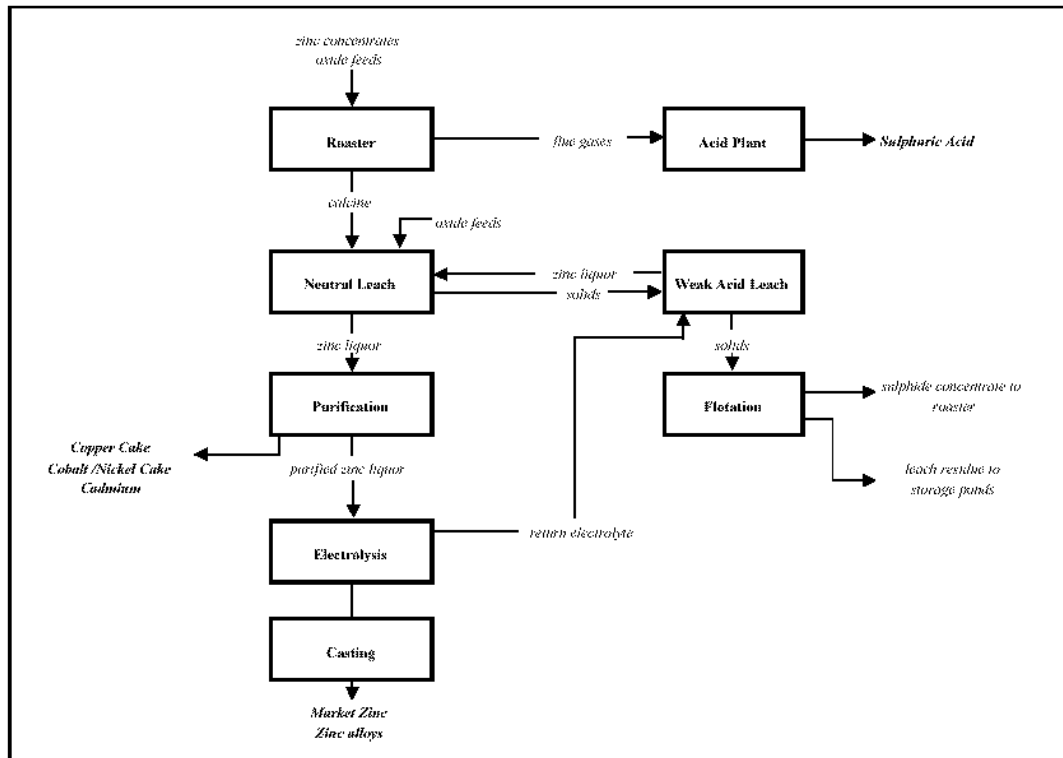 zinc concentrates
oxide feeds
Roaster
flue gases
Acid Plant
Sulphuric Acid
calcine
oxide feeds
Neutral Leach
zinc liquor
solids
Weak Acid Leach
zinc liquor
solids
Purification
Flotation
sulphide concentrate to
roaster
Copper Cake
Cobalt /Nickel Cake
Cadmium
purified zinc liquor
leach residue to
storage ponds
return electrolyte
Electrolysis
Casting
Market Zinc
Zinc alloys